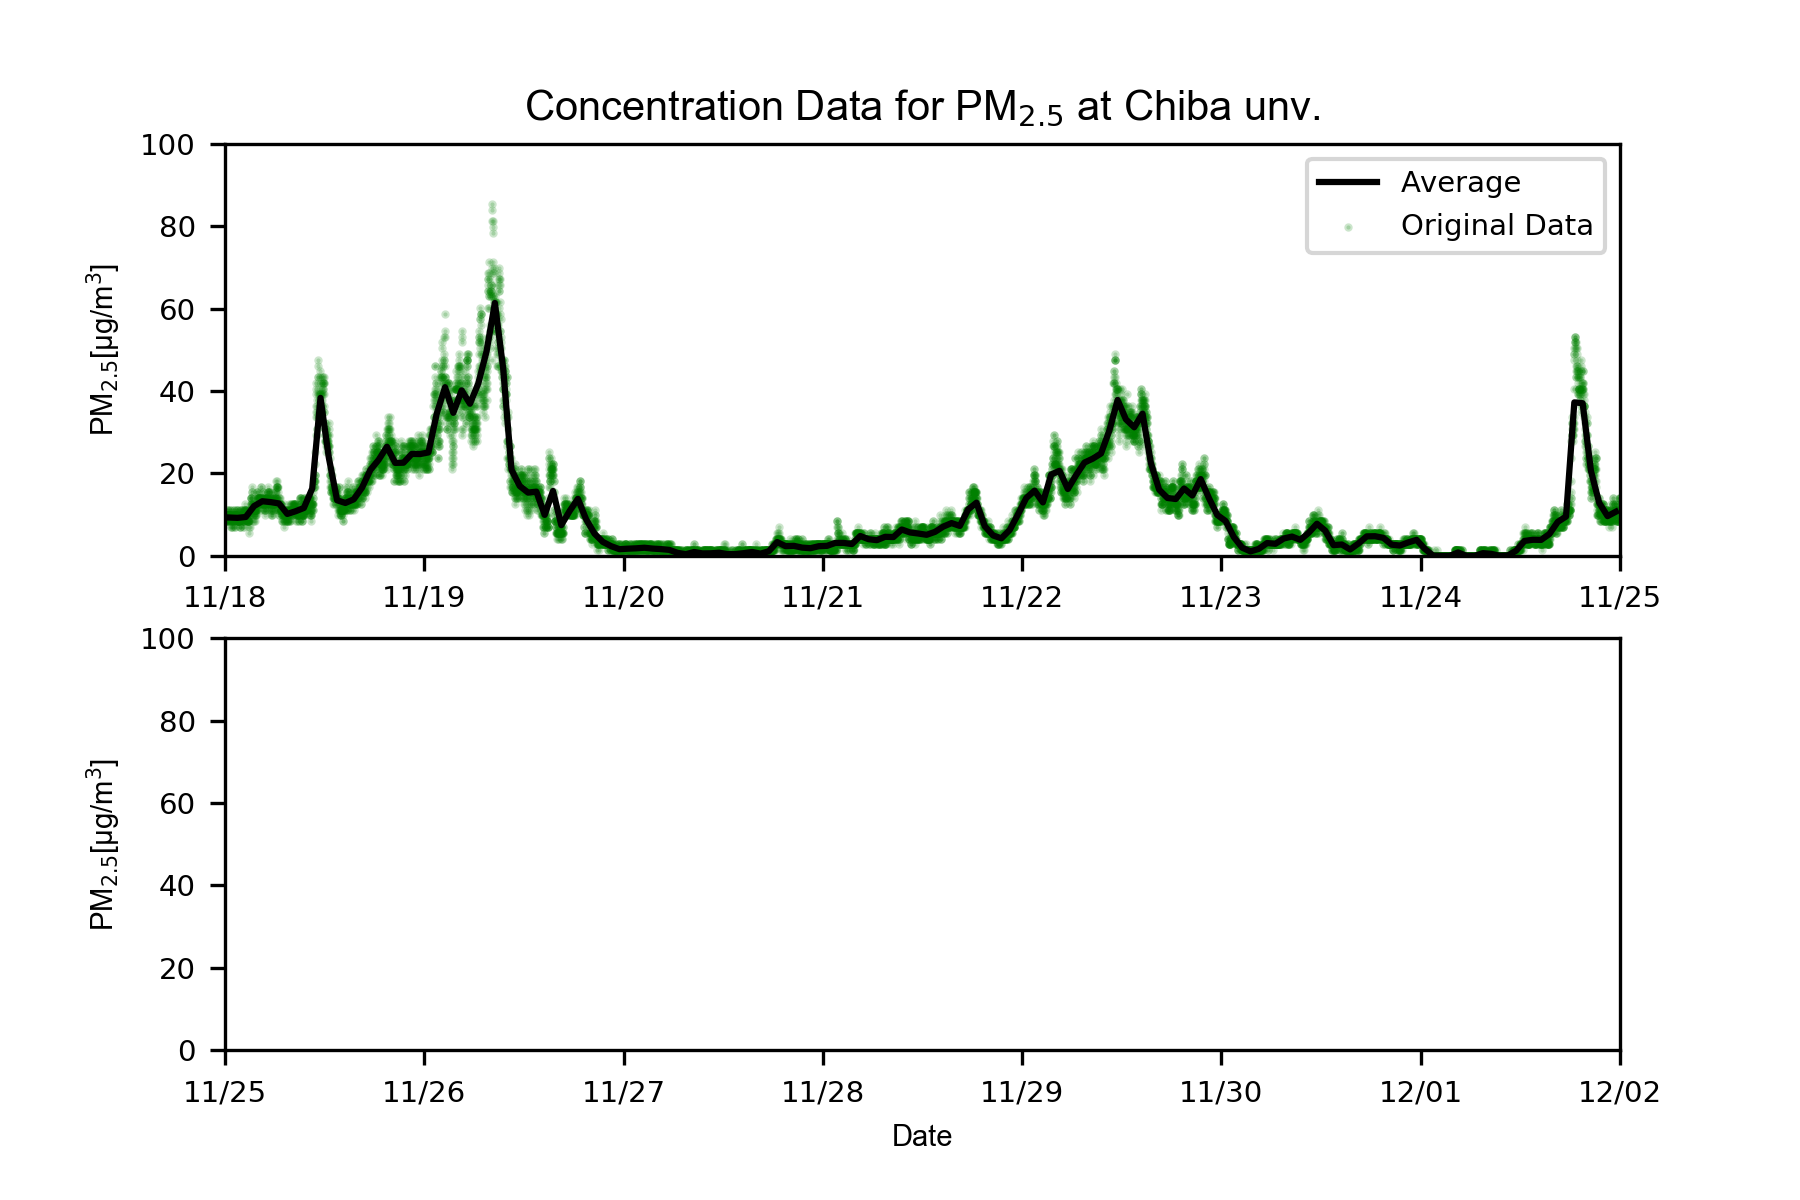 Concentration Data for PM2.5 at Chiba unv.
100
80
60
40
20
0
PM2.5[µg/m3]
Average
Original Data
11/18 11/19 11/20 11/21 11/22 11/23 11/24 11/25
100
80
60
40
20
0
PM2.5[µg/m3]
11/25 11/26 11/27 11/28 11/29 11/30 12/01 12/02
Date